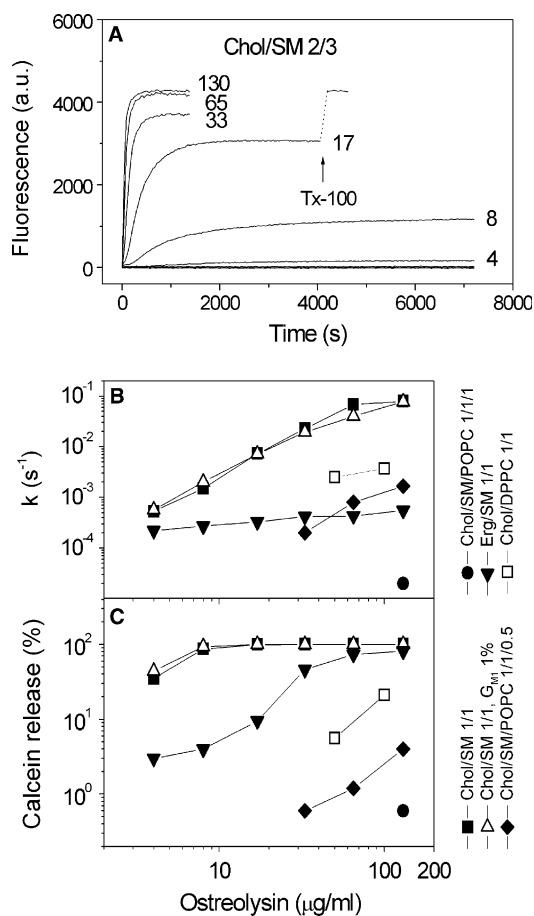 A
Chol/SM 2/3
Fluorescence (a.u.)
6000
4000
2000
0
130
65
33
17
Tx-100
8
4
0 2000 4000 6000 8000
Time (s)
B
k (s⁻¹)
10⁻¹
10⁻²
10⁻³
10⁻⁴
Chol/SM/POPC 1/1/1
Erg/SM 1/1
Chol/DPPC 1/1
C
Calcein release (%)
10²
10¹
10⁰
10 100 200
Ostreolysin (μg/ml)
Chol/SM 1/1
Chol/SM 1/1, G_M1 1%
Chol/SM/POPC 1/1/0.5